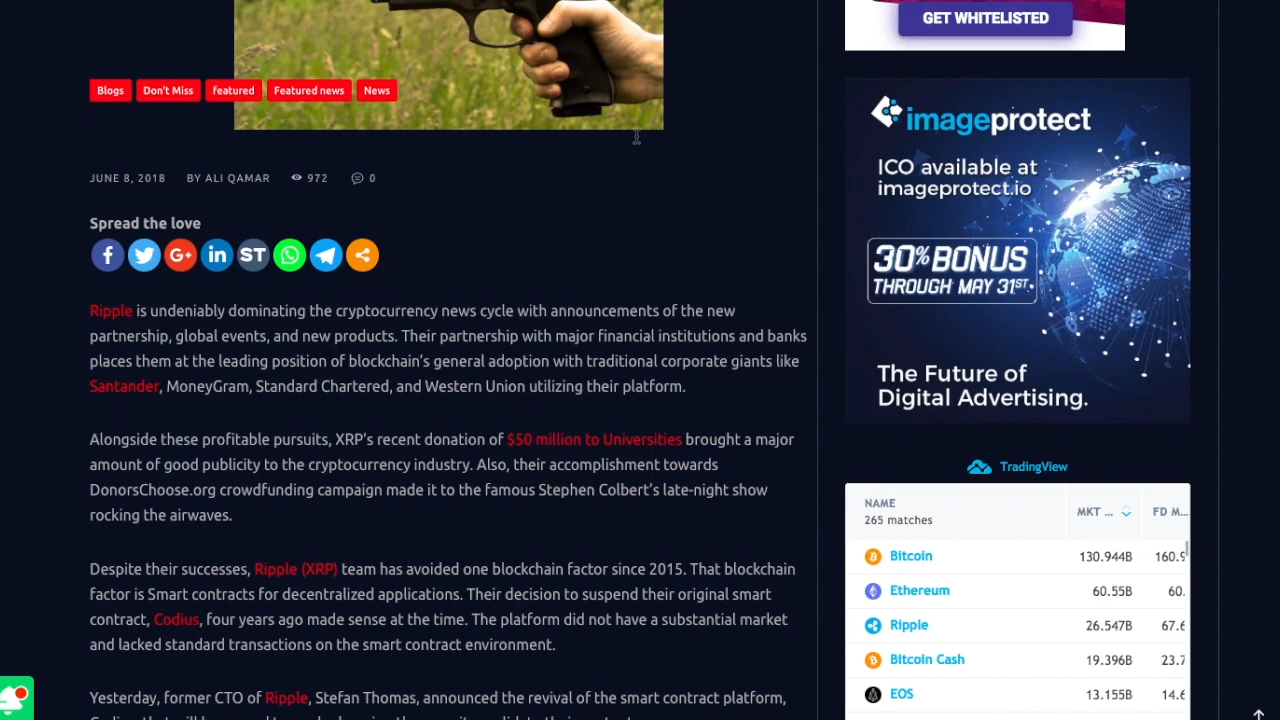 GET WHITELISTED
Blogs
Don't Miss
featured
Featured news
News
JUNE 8, 2018
BY ALI QAMAR
972
0
Spread the love
f
G+
in
ST
Ripple is undeniably dominating the cryptocurrency news cycle with announcements of the new
partnership, global events, and new products. Their partnership with major financial institutions and banks
places them at the leading position of blockchain's general adoption with traditional corporate giants like
Santander, MoneyGram, Standard Chartered, and Western Union utilizing their platform.
Alongside these profitable pursuits, XRP's recent donation of $50 million to Universities brought a major
amount of good publicity to the cryptocurrency industry. Also, their accomplishment towards
DonorsChoose.org crowdfunding campaign made it to the famous Stephen Colbert's late-night show
rocking the airwaves.
Despite their successes, Ripple (XRP) team has avoided one blockchain factor since 2015. That blockchain
factor is Smart contracts for decentralized applications. Their decision to suspend their original smart
contract, Codius, four years ago made sense at the time. The platform did not have a substantial market
and lacked standard transactions on the smart contract environment.
Yesterday, former CTO of Ripple, Stefan Thomas, announced the revival of the smart contract platform,
imageprotect
ICO available at
imageprotect.io
30% BONUS
THROUGH MAY 31ST.
The Future of
Digital Advertising.
TradingView
NAME
265 matches
MKT ...
FD M...
Bitcoin 130.944B 160.9
Ethereum 60.55B 60.
Ripple 26.547B 67.6
Bitcoin Cash 19.396B 23.7
EOS 13.155B 14.6